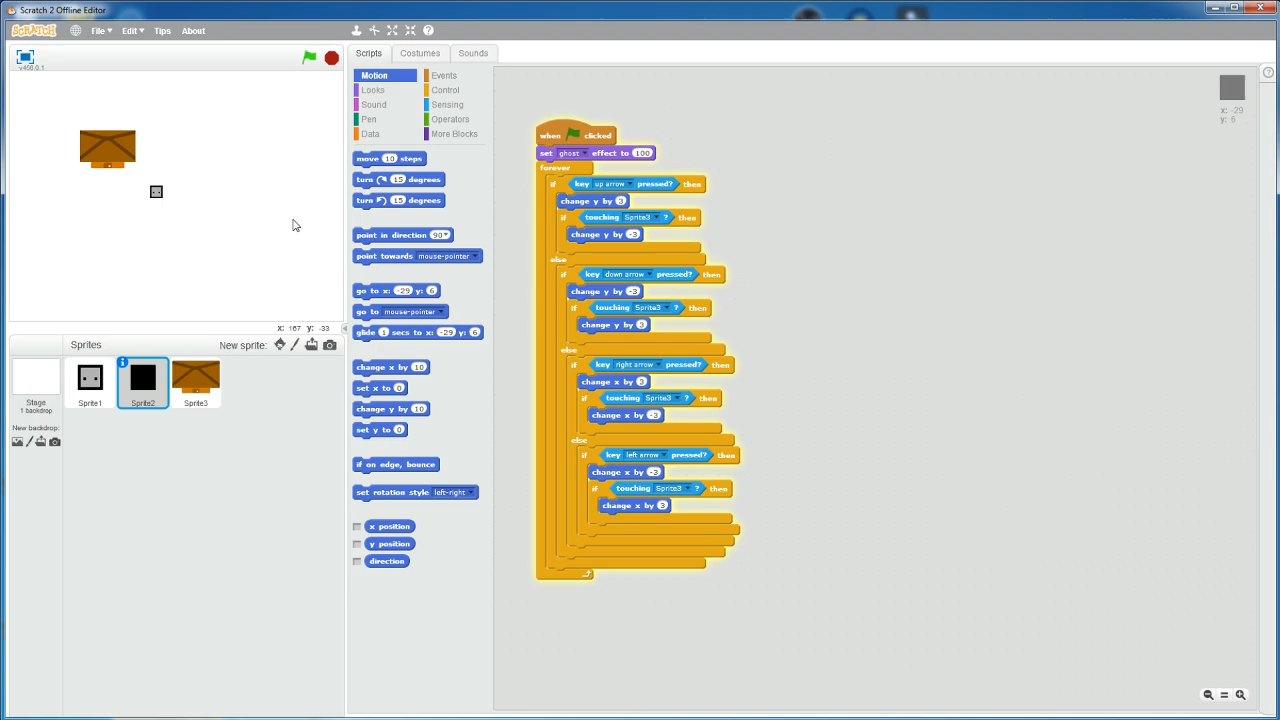 Scratch 2 Offline Editor
SCRATCH File Edit Tips About
v458.0.1
Scripts Costumes Sounds
Motion Events
Looks Control
Sound Sensing
Pen Operators
Data More Blocks
move 10 steps
turn 15 degrees
turn 15 degrees
point in direction 90
point towards mouse-pointer
go to x: -29 y: 6
go to mouse-pointer
glide 1 secs to x: -29 y: 6
change x by 10
set x to 0
change y by 10
set y to 0
if on edge, bounce
set rotation style left-right
x position
y position
direction
when clicked
set ghost effect to 100
forever
if key up arrow pressed? then
change y by 3
if touching Sprite3 ? then
change y by -3
else
if key down arrow pressed? then
change y by -3
if touching Sprite3 ? then
change y by 3
else
if key right arrow pressed? then
change x by 3
if touching Sprite3 ? then
change x by -3
else
if key left arrow pressed? then
change x by -3
if touching Sprite3 ? then
change x by 3
x: -29
y: 6
x: 167 y: -33
Sprites New sprite:
Stage
1 backdrop
New backdrop:
Sprite1 Sprite2 Sprite3